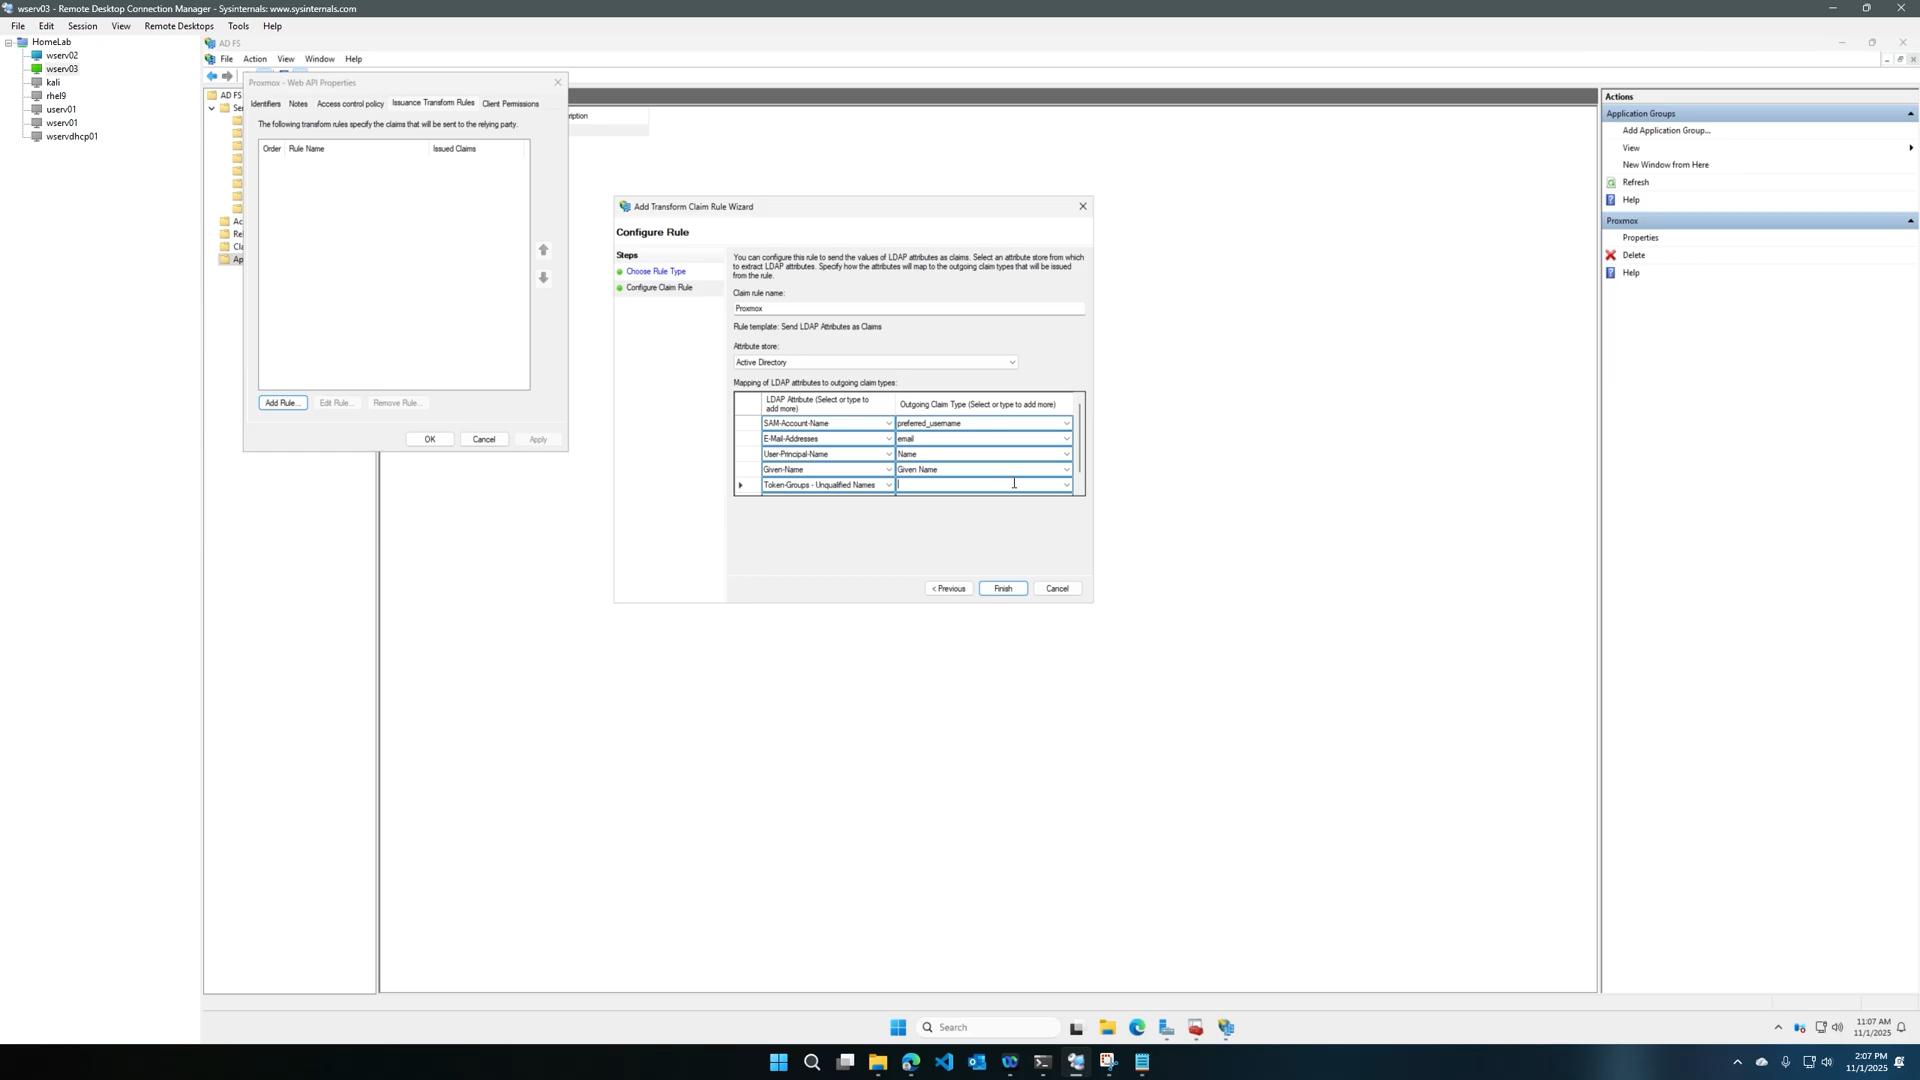 wserv03 - Remote Desktop Connection Manager - Sysinternals: www.sysinternals.com
File Edit Session View Remote Desktops Tools Help
HomeLab
wserv02
wserv03
kali
rhel9
userv01
wserv01
wservdhcp01
AD FS
File Action View Window Help
AD FS
Se
Ac
Re
Cla
Ap
Proxmox - Web API Properties
Identifiers Notes Access control policy Issuance Transform Rules Client Permissions
The following transform rules specify the claims that will be sent to the relying party.
Order Rule Name Issued Claims
Add Rule... Edit Rule... Remove Rule...
OK Cancel Apply
ription
Add Transform Claim Rule Wizard
Configure Rule
Steps
Choose Rule Type
Configure Claim Rule
You can configure this rule to send the values of LDAP attributes as claims. Select an attribute store from which
to extract LDAP attributes. Specify how the attributes will map to the outgoing claim types that will be issued
from the rule.
Claim rule name:
Proxmox
Rule template: Send LDAP Attributes as Claims
Attribute store:
Active Directory
Mapping of LDAP attributes to outgoing claim types:
LDAP Attribute (Select or type to
add more)
Outgoing Claim Type (Select or type to add more)
SAM-Account-Name preferred_username
E-Mail-Addresses email
User-Principal-Name Name
Given-Name Given Name
Token-Groups - Unqualified Names
< Previous Finish Cancel
Actions
Application Groups
Add Application Group...
View
New Window from Here
Refresh
Help
Proxmox
Properties
Delete
Help
Search
11:07 AM
11/1/2025
2:07 PM
11/1/2025